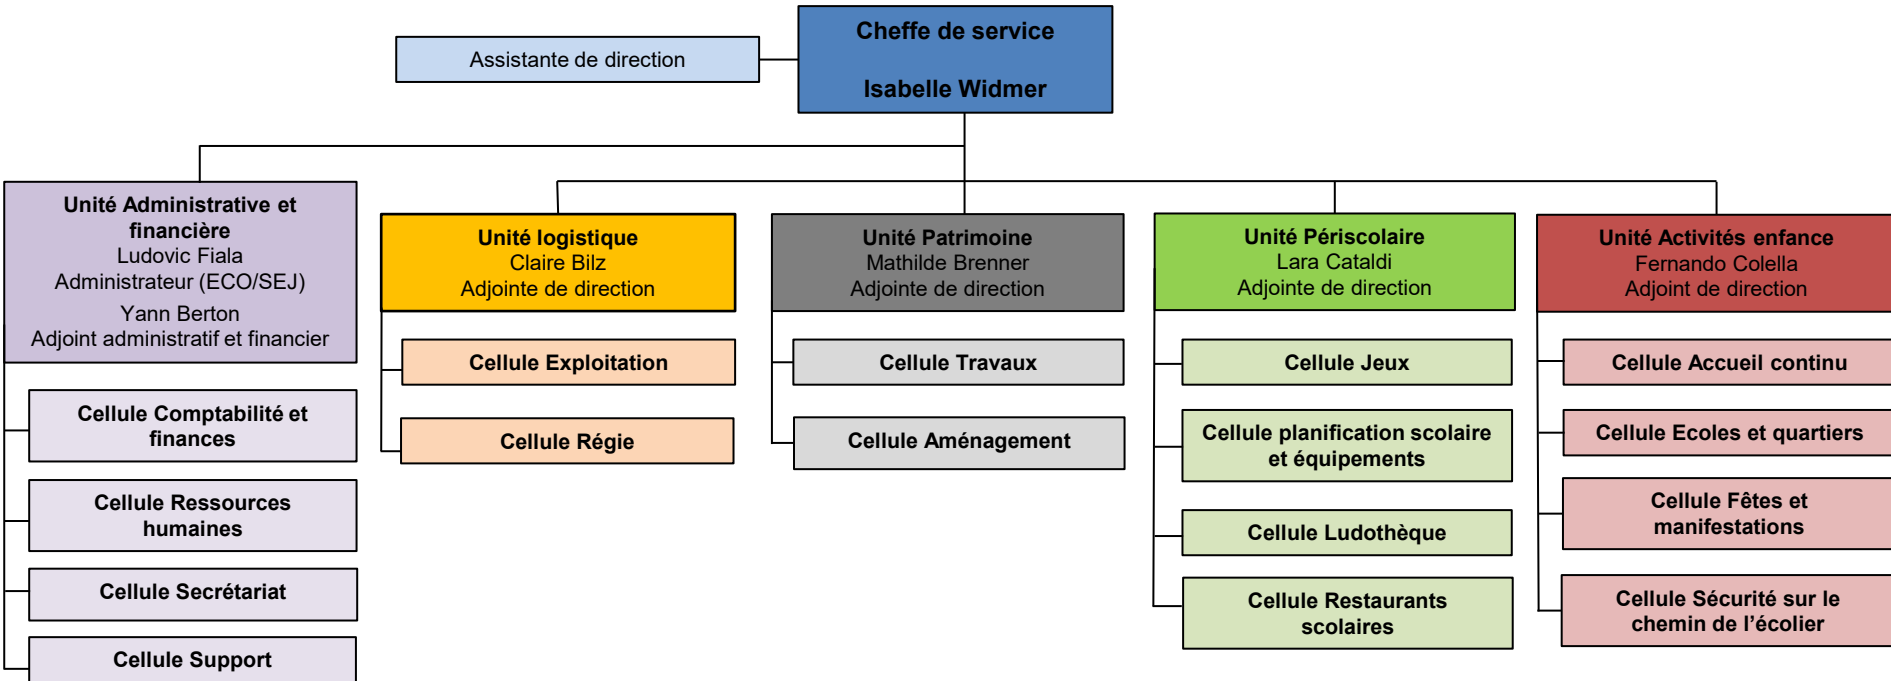 Cheffe de service
Isabelle Widmer
Assistante de direction
Unité Administrative et
financière
Ludovic Fiala
Administrateur (ECO/SEJ)
Yann Berton
Adjoint administratif et financier
Cellule Comptabilité et
finances
Cellule Ressources
humaines
Cellule Secrétariat
Cellule Support
Unité logistique
Claire Bilz
Adjointe de direction
Cellule Exploitation
Cellule Régie
Unité Patrimoine
Mathilde Brenner
Adjointe de direction
Cellule Travaux
Cellule Aménagement
Unité Périscolaire
Lara Cataldi
Adjointe de direction
Cellule Jeux
Cellule planification scolaire
et équipements
Cellule Ludothèque
Cellule Restaurants
scolaires
Unité Activités enfance
Fernando Colella
Adjoint de direction
Cellule Accueil continu
Cellule Ecoles et quartiers
Cellule Fêtes et
manifestations
Cellule Sécurité sur le
chemin de l’écolier